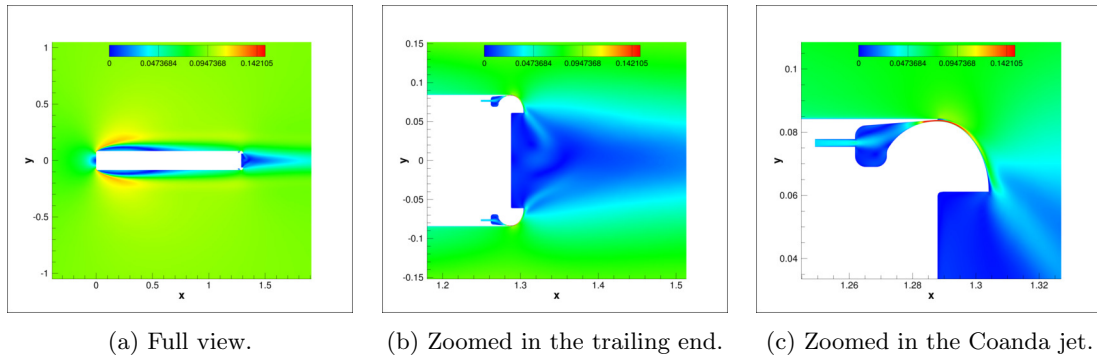 0 0.0473684 0.0947368 0.142105
1
0.5
0
-0.5
-1
y
0 0.5 1 1.5
x
(a) Full view.
0.15
0 0.0473684 0.0947368 0.142105
0.1
0.05
0
-0.05
-0.1
-0.15
y
1.2 1.3 1.4 1.5
x
(b) Zoomed in the trailing end.
0 0.0473684 0.0947368 0.142105
0.1
0.08
0.06
0.04
y
1.26 1.28 1.3 1.32
x
(c) Zoomed in the Coanda jet.